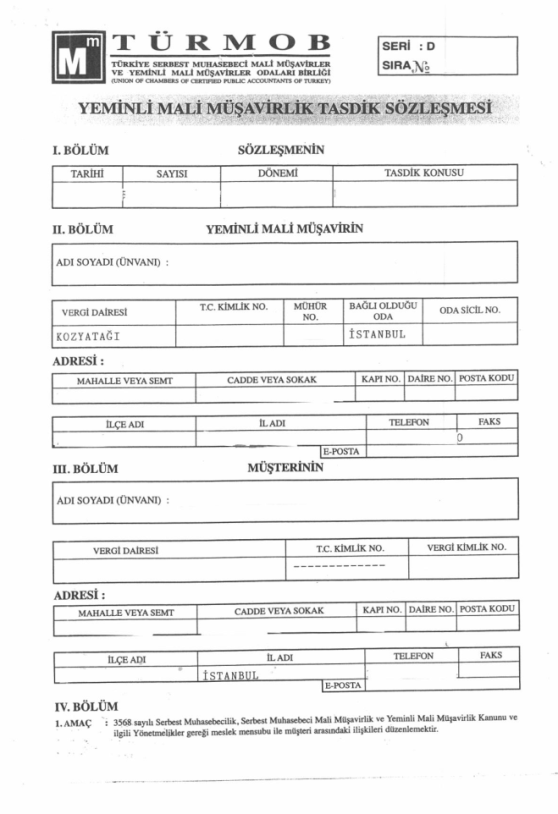 Mm
TÜRMOB
TÜRKİYE SERBEST MUHASEBECİ MALİ MÜŞAVİRLER
VE YEMİNLİ MALİ MÜŞAVİRLER ODALARI BİRLİĞİ
(UNION OF CHAMBERS OF CERTIFIED PUBLIC ACCOUNTANTS OF TURKEY)
SERİ : D
SIRA №
YEMİNLİ MALİ MÜŞAVİRLİK TASDİK SÖZLEŞMESİ
I. BÖLÜM SÖZLEŞMENİN
TARİHİ SAYISI DÖNEMİ TASDİK KONUSU
II. BÖLÜM YEMİNLİ MALİ MÜŞAVİRİN
ADI SOYADI (ÜNVANI) :
VERGİ DAİRESİ T.C. KİMLİK NO. MÜHÜR NO. BAĞLI OLDUĞU ODA ODA SİCİL NO.
KOZYATAĞI İSTANBUL
ADRESİ :
MAHALLE VEYA SEMT CADDE VEYA SOKAK KAPI NO. DAİRE NO. POSTA KODU
İLÇE ADI İL ADI TELEFON FAKS
0
E-POSTA
III. BÖLÜM MÜŞTERİNİN
ADI SOYADI (ÜNVANI) :
VERGİ DAİRESİ T.C. KİMLİK NO. VERGİ KİMLİK NO.
-------------
ADRESİ :
MAHALLE VEYA SEMT CADDE VEYA SOKAK KAPI NO. DAİRE NO. POSTA KODU
İLÇE ADI İL ADI TELEFON FAKS
İSTANBUL
E-POSTA
IV. BÖLÜM
1. AMAÇ : 3568 sayılı Serbest Muhasebecilik, Serbest Muhasebeci Mali Müşavirlik ve Yeminli Mali Müşavirlik Kanunu ve
ilgili Yönetmelikler gereği meslek mensubu ile müşteri arasındaki ilişkileri düzenlemektir.